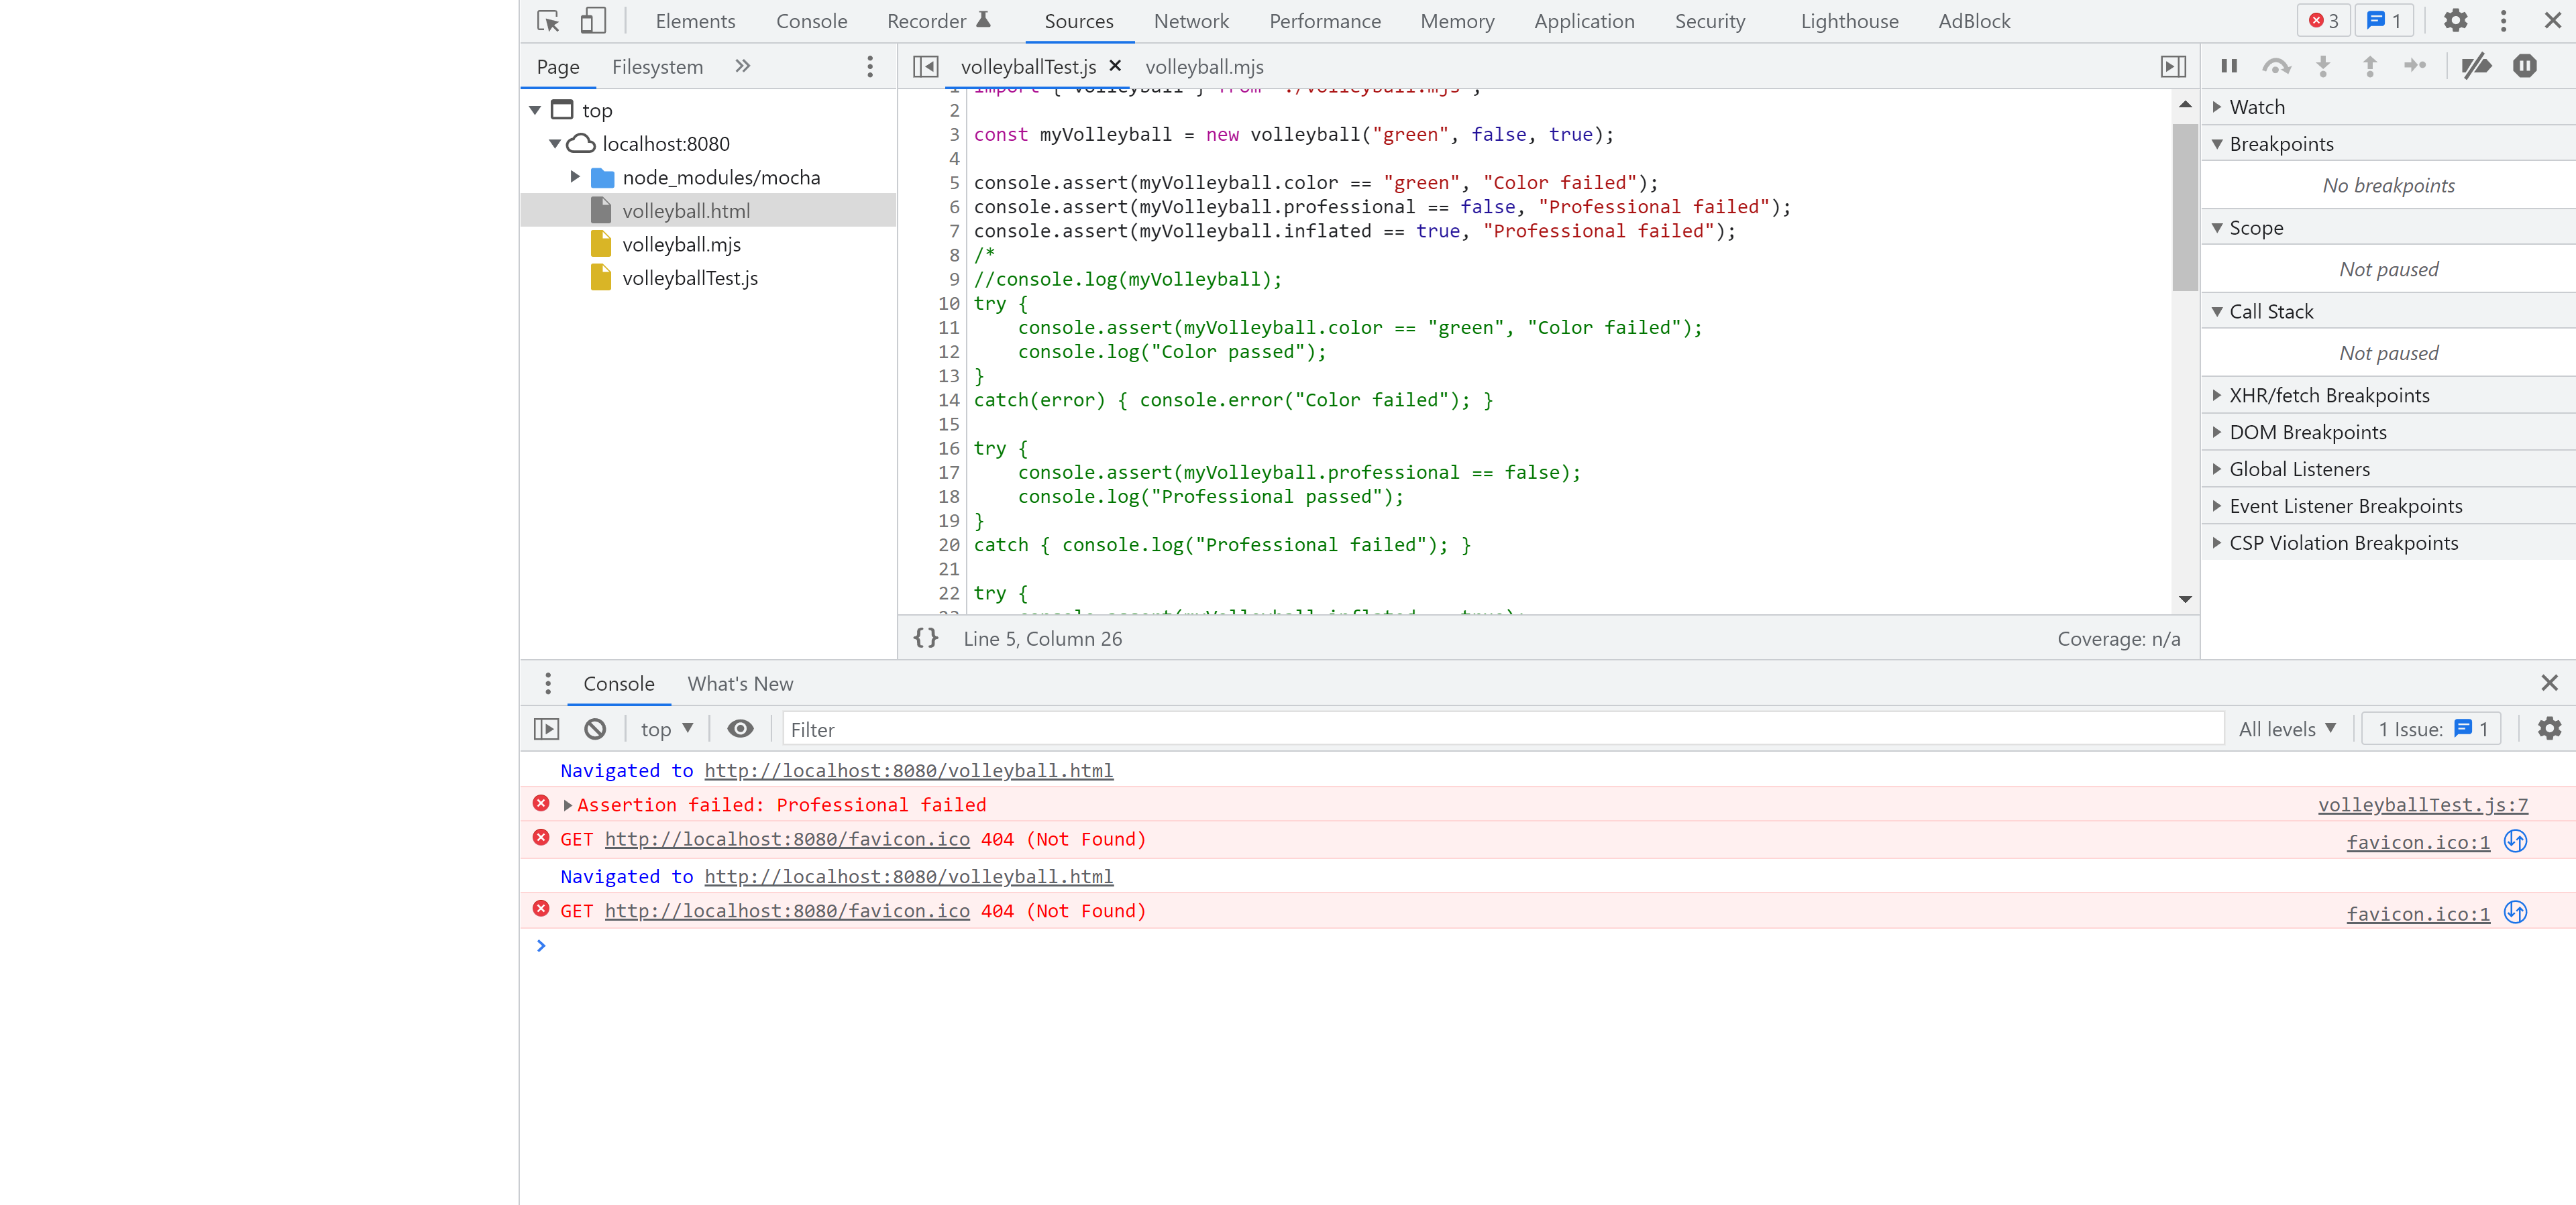 Elements Console Recorder Sources Network Performance Memory Application Security Lighthouse AdBlock 3 1
Page Filesystem
volleyballTest.js volleyball.mjs
top
localhost:8080
node_modules/mocha
volleyball.html
volleyball.mjs
volleyballTest.js
2
3 const myVolleyball = new volleyball("green", false, true);
4
5 console.assert(myVolleyball.color == "green", "Color failed");
6 console.assert(myVolleyball.professional == false, "Professional failed");
7 console.assert(myVolleyball.inflated == true, "Professional failed");
8 /*
9 //console.log(myVolleyball);
10 try {
11 console.assert(myVolleyball.color == "green", "Color failed");
12 console.log("Color passed");
13 }
14 catch(error) { console.error("Color failed"); }
15
16 try {
17 console.assert(myVolleyball.professional == false);
18 console.log("Professional passed");
19 }
20 catch { console.log("Professional failed"); }
21
22 try {
{} Line 5, Column 26 Coverage: n/a
Watch
Breakpoints
No breakpoints
Scope
Not paused
Call Stack
Not paused
XHR/fetch Breakpoints
DOM Breakpoints
Global Listeners
Event Listener Breakpoints
CSP Violation Breakpoints
Console What's New
top Filter All levels 1 Issue: 1
Navigated to http://localhost:8080/volleyball.html
Assertion failed: Professional failed volleyballTest.js:7
GET http://localhost:8080/favicon.ico 404 (Not Found) favicon.ico:1
Navigated to http://localhost:8080/volleyball.html
GET http://localhost:8080/favicon.ico 404 (Not Found) favicon.ico:1